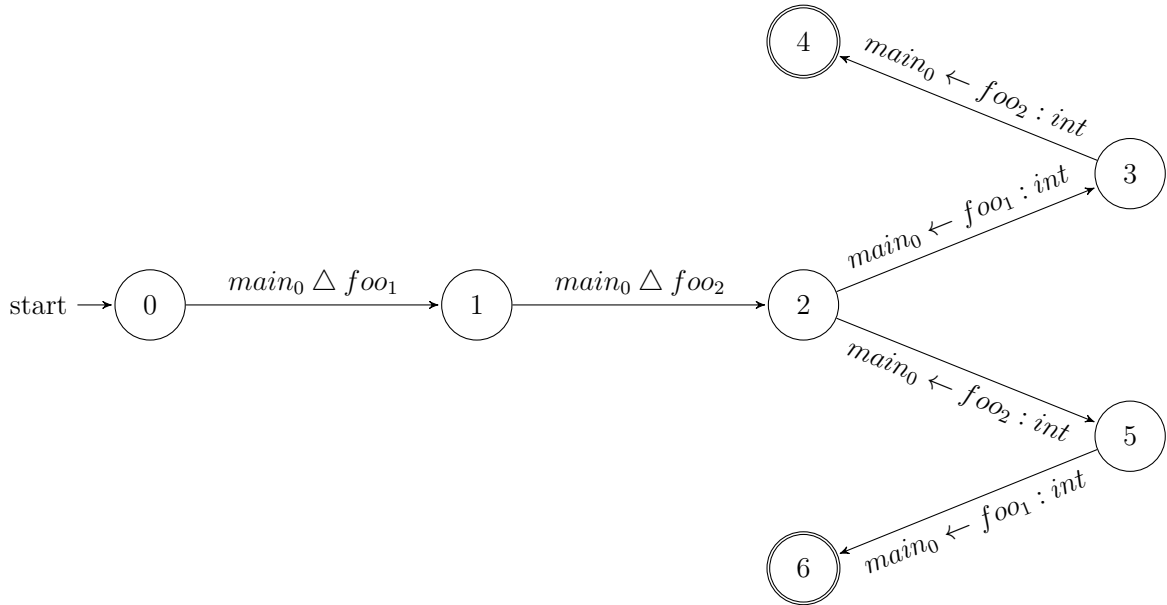 4
main₀ ← foo₂ : int
3
main₀ ← foo₁ : int
start
0
main₀ △ foo₁
1
main₀ △ foo₂
2
main₀ ← foo₂ : int
5
main₀ ← foo₁ : int
6